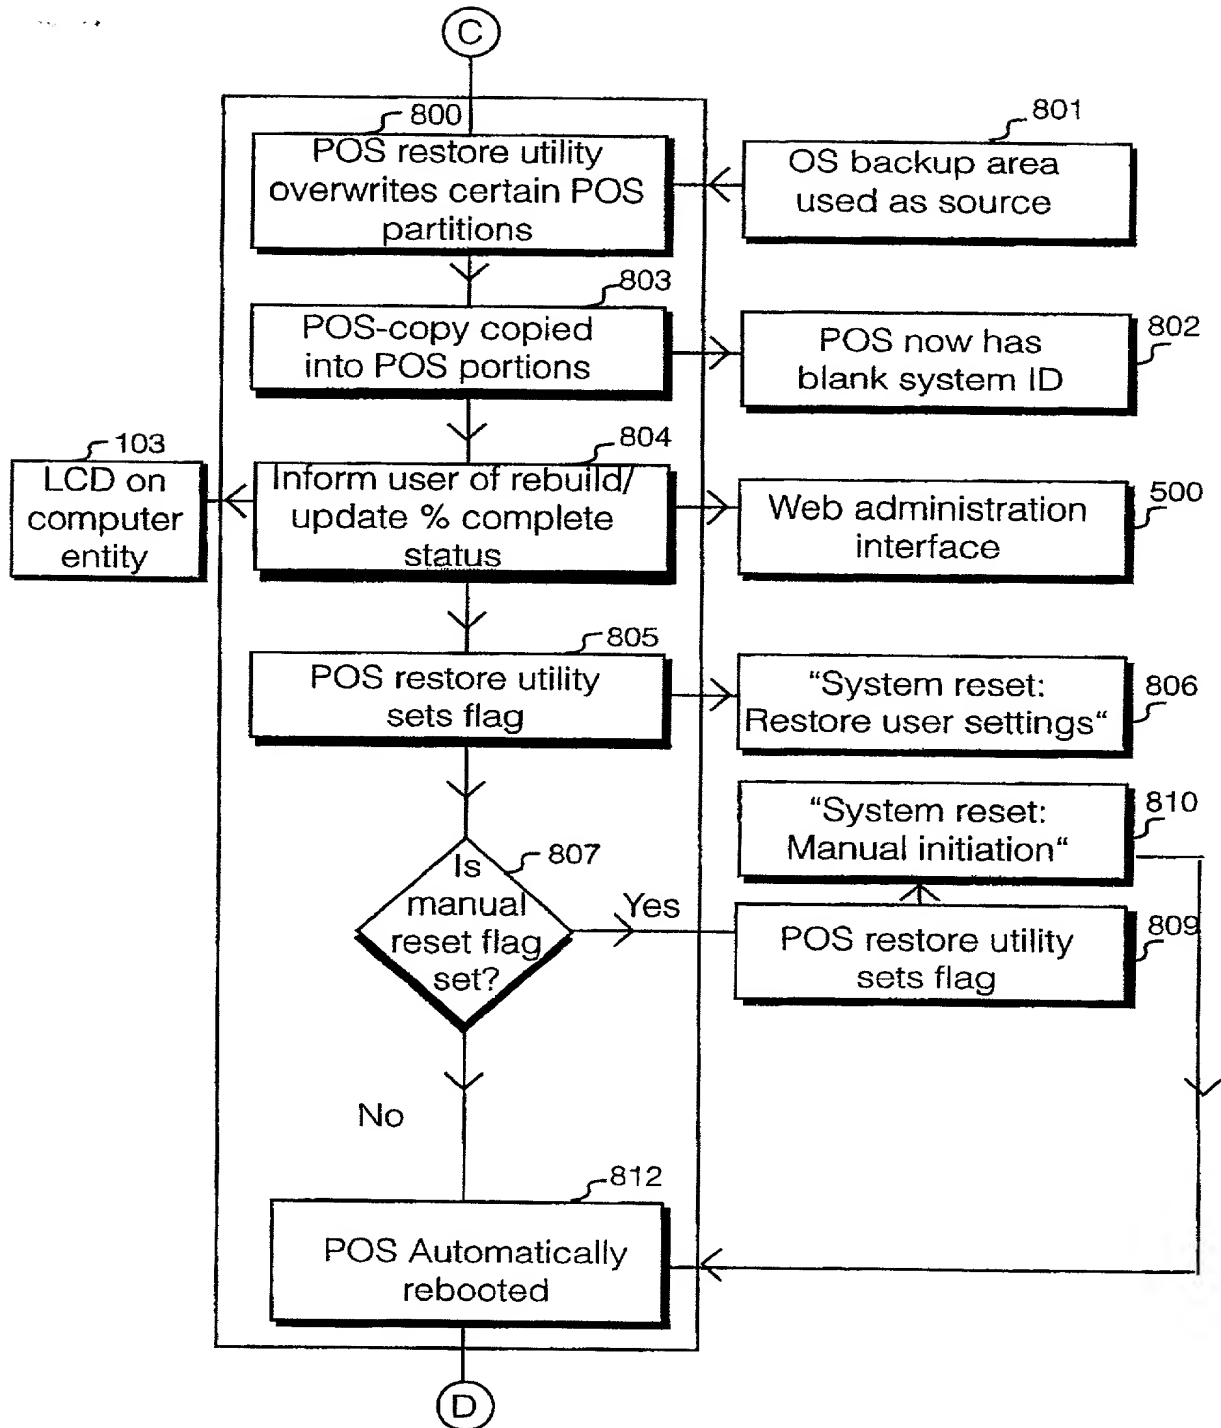 C
800
POS restore utility
overwrites certain POS
partitions
801
OS backup area
used as source
803
POS-copy copied
into POS portions
802
POS now has
blank system ID
103
LCD on
computer
entity
804
Inform user of rebuild/
update % complete
status
500
Web administration
interface
805
POS restore utility
sets flag
806
“System reset:
Restore user settings“
810
“System reset:
Manual initiation“
807
Is
manual
reset flag
set?
Yes
809
POS restore utility
sets flag
No
812
POS Automatically
rebooted
D